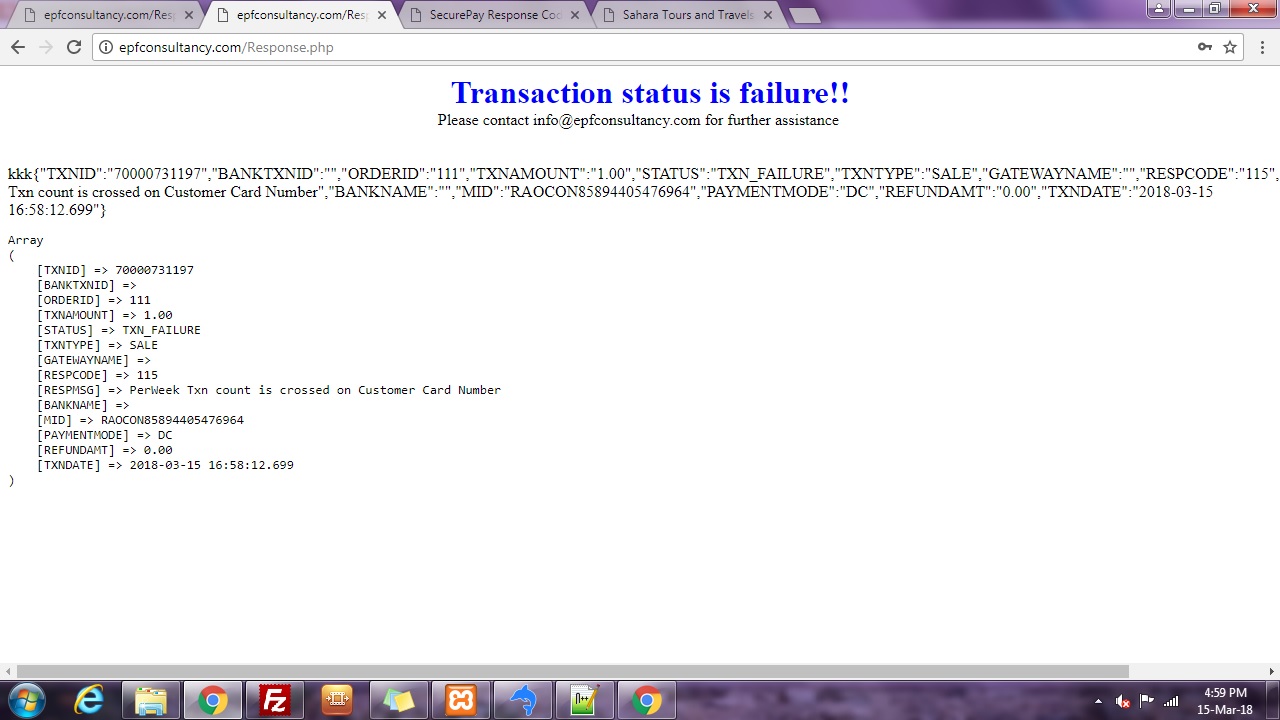 epfconsultancy.com/Resp
epfconsultancy.com/Resp
SecurePay Response Cod
Sahara Tours and Travels
epfconsultancy.com/Response.php
Transaction status is failure!!
Please contact info@epfconsultancy.com for further assistance
kkk{"TXNID":"70000731197","BANKTXNID":"","ORDERID":"111","TXNAMOUNT":"1.00","STATUS":"TXN_FAILURE","TXNTYPE":"SALE","GATEWAYNAME":"","RESPCODE":"115",
Txn count is crossed on Customer Card Number","BANKNAME":"","MID":"RAOCON85894405476964","PAYMENTMODE":"DC","REFUNDAMT":"0.00","TXNDATE":"2018-03-15
16:58:12.699"}
Array
(
[TXNID] => 70000731197
[BANKTXNID] =>
[ORDERID] => 111
[TXNAMOUNT] => 1.00
[STATUS] => TXN_FAILURE
[TXNTYPE] => SALE
[GATEWAYNAME] =>
[RESPCODE] => 115
[RESPMSG] => PerWeek Txn count is crossed on Customer Card Number
[BANKNAME] =>
[MID] => RAOCON85894405476964
[PAYMENTMODE] => DC
[REFUNDAMT] => 0.00
[TXNDATE] => 2018-03-15 16:58:12.699
)
4:59 PM
15-Mar-18